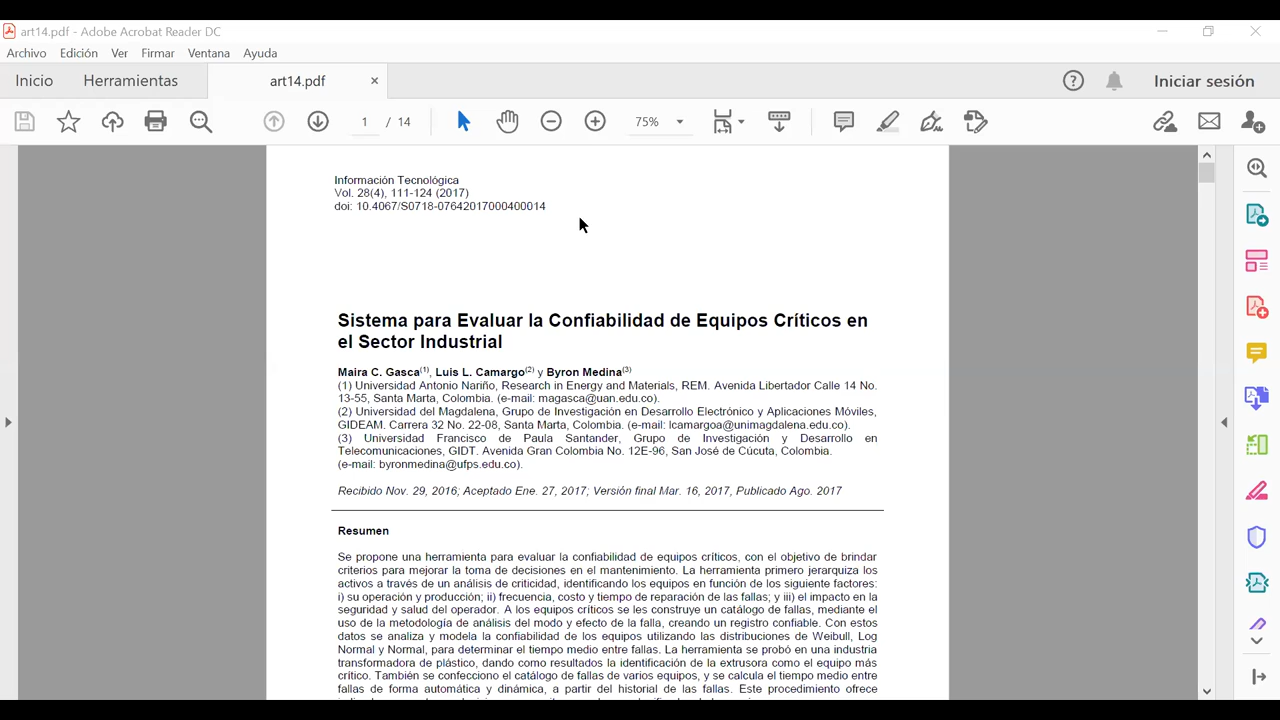 art14.pdf - Adobe Acrobat Reader DC
Archivo Edición Ver Firmar Ventana Ayuda
Inicio Herramientas art14.pdf × Iniciar sesión
1 / 14 75%
Información Tecnológica
Vol. 28(4), 111-124 (2017)
doi: 10.4067/S0718-07642017000400014
Sistema para Evaluar la Confiabilidad de Equipos Críticos en
el Sector Industrial
Maira C. Gasca(1), Luis L. Camargo(2) y Byron Medina(3)
(1) Universidad Antonio Nariño, Research in Energy and Materials, REM. Avenida Libertador Calle 14 No.
13-55, Santa Marta, Colombia. (e-mail: magasca@uan.edu.co).
(2) Universidad del Magdalena, Grupo de Investigación en Desarrollo Electrónico y Aplicaciones Móviles,
GIDEAM. Carrera 32 No. 22-08, Santa Marta, Colombia. (e-mail: lcamargoa@unimagdalena.edu.co).
(3) Universidad Francisco de Paula Santander, Grupo de Investigación y Desarrollo en
Telecomunicaciones, GIDT. Avenida Gran Colombia No. 12E-96, San José de Cúcuta, Colombia.
(e-mail: byronmedina@ufps.edu.co).
Recibido Nov. 29, 2016; Aceptado Ene. 27, 2017; Versión final Mar. 16, 2017, Publicado Ago. 2017
Resumen
Se propone una herramienta para evaluar la confiabilidad de equipos críticos, con el objetivo de brindar
criterios para mejorar la toma de decisiones en el mantenimiento. La herramienta primero jerarquiza los
activos a través de un análisis de criticidad, identificando los equipos en función de los siguiente factores:
i) su operación y producción; ii) frecuencia, costo y tiempo de reparación de las fallas; y iii) el impacto en la
seguridad y salud del operador. A los equipos críticos se les construye un catálogo de fallas, mediante el
uso de la metodología de análisis del modo y efecto de la falla, creando un registro confiable. Con estos
datos se analiza y modela la confiabilidad de los equipos utilizando las distribuciones de Weibull, Log
Normal y Normal, para determinar el tiempo medio entre fallas. La herramienta se probó en una industria
transformadora de plástico, dando como resultados la identificación de la extrusora como el equipo más
crítico. También se confecciono el catálogo de fallas de varios equipos, y se calcula el tiempo medio entre
fallas de forma automática y dinámica, a partir del historial de las fallas. Este procedimiento ofrece